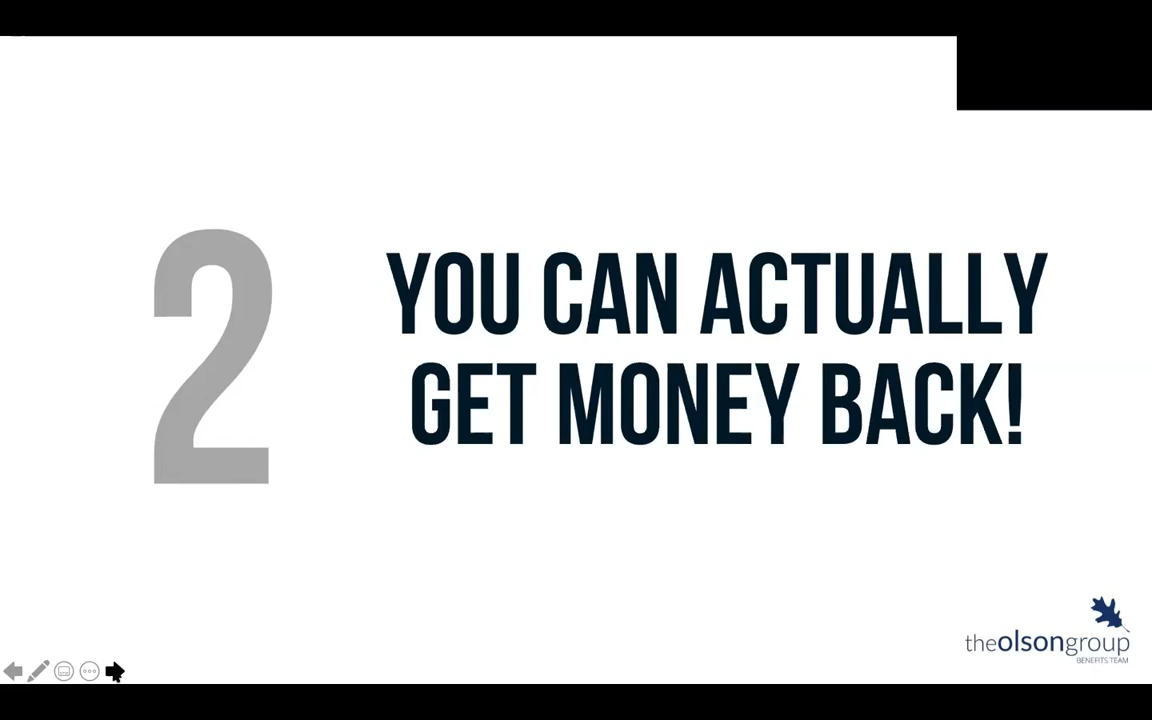 2
YOU CAN ACTUALLY
GET MONEY BACK!
theolsongroup
BENEFITS TEAM